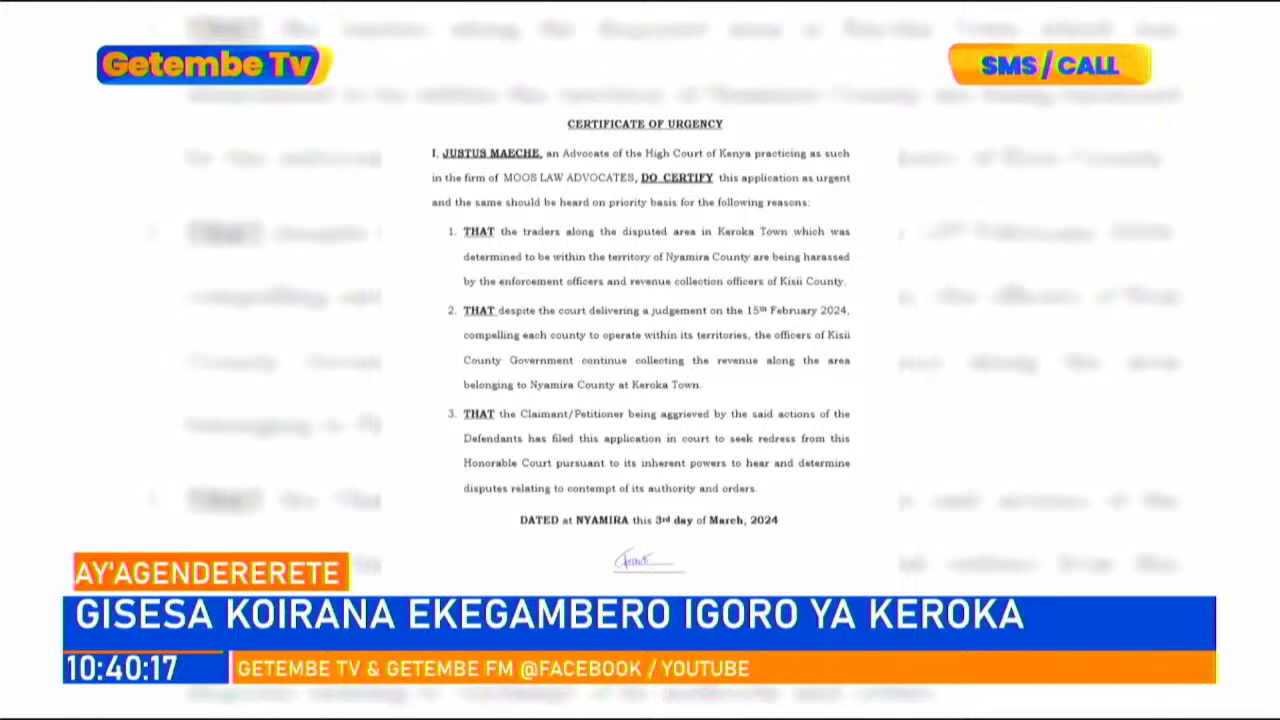 Getembe Tv
SMS/CALL
CERTIFICATE OF URGENCY
I, JUSTUS MAECHE, an Advocate of the High Court of Kenya practicing as such
in the firm of MOOS LAW ADVOCATES, DO CERTIFY this application as urgent
and the same should be heard on priority basis for the following reasons:
1. THAT the traders along the disputed area in Keroka Town which was
determined to be within the territory of Nyamira County are being harassed
by the enforcement officers and revenue collection officers of Kisii County.
2. THAT despite the court delivering a judgement on the 15th February 2024,
compelling each county to operate within its territories, the officers of Kisii
County Government continue collecting the revenue along the area
belonging to Nyamira County at Keroka Town.
3. THAT the Claimant/Petitioner being aggrieved by the said actions of the
Defendants has filed this application in court to seek redress from this
Honorable Court pursuant to its inherent powers to hear and determine
disputes relating to contempt of its authority and orders.
DATED at NYAMIRA this 3rd day of March, 2024
AY'AGENDERERETE
GISESA KOIRANA EKEGAMBERO IGORO YA KEROKA
10:40:17
GETEMBE TV & GETEMBE FM @FACEBOOK / YOUTUBE